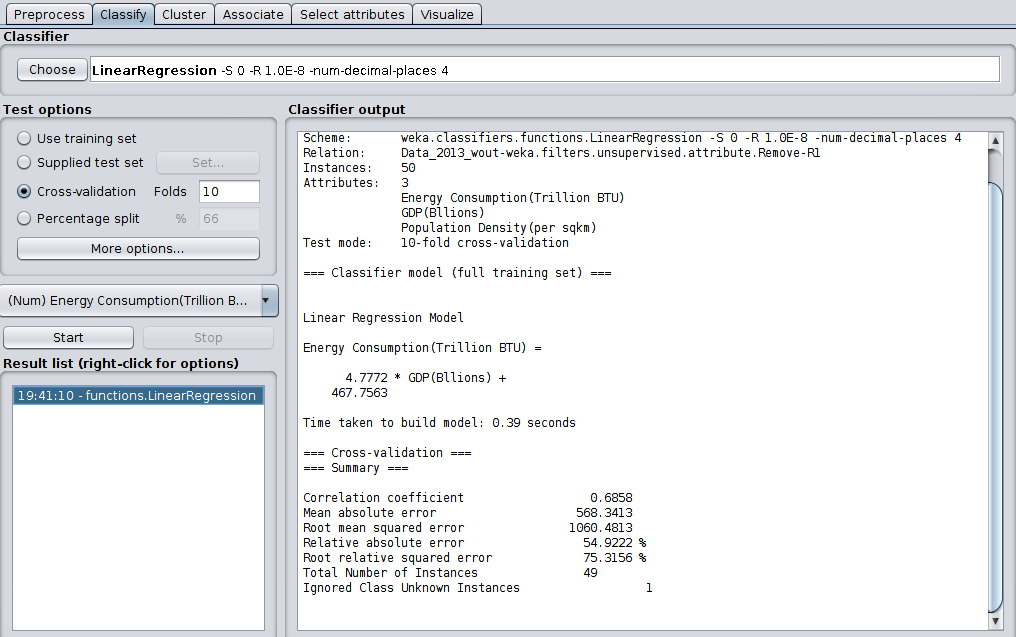 Preprocess Classify Cluster Associate Select attributes Visualize
Classifier
Choose LinearRegression -S 0 -R 1.0E-8 -num-decimal-places 4
Test options
Use training set
Supplied test set Set...
Cross-validation Folds 10
Percentage split % 66
More options...
(Num) Energy Consumption(Trillion B...
Start Stop
Result list (right-click for options)
19:41:10 - functions.LinearRegression
Classifier output
Scheme: weka.classifiers.functions.LinearRegression -S 0 -R 1.0E-8 -num-decimal-places 4
Relation: Data_2013_wout-weka.filters.unsupervised.attribute.Remove-R1
Instances: 50
Attributes: 3
Energy Consumption(Trillion BTU)
GDP(Bllions)
Population Density(per sqkm)
Test mode: 10-fold cross-validation
=== Classifier model (full training set) ===
Linear Regression Model
Energy Consumption(Trillion BTU) =
4.7772 * GDP(Bllions) +
467.7563
Time taken to build model: 0.39 seconds
=== Cross-validation ===
=== Summary ===
Correlation coefficient 0.6858
Mean absolute error 568.3413
Root mean squared error 1060.4813
Relative absolute error 54.9222 %
Root relative squared error 75.3156 %
Total Number of Instances 49
Ignored Class Unknown Instances 1